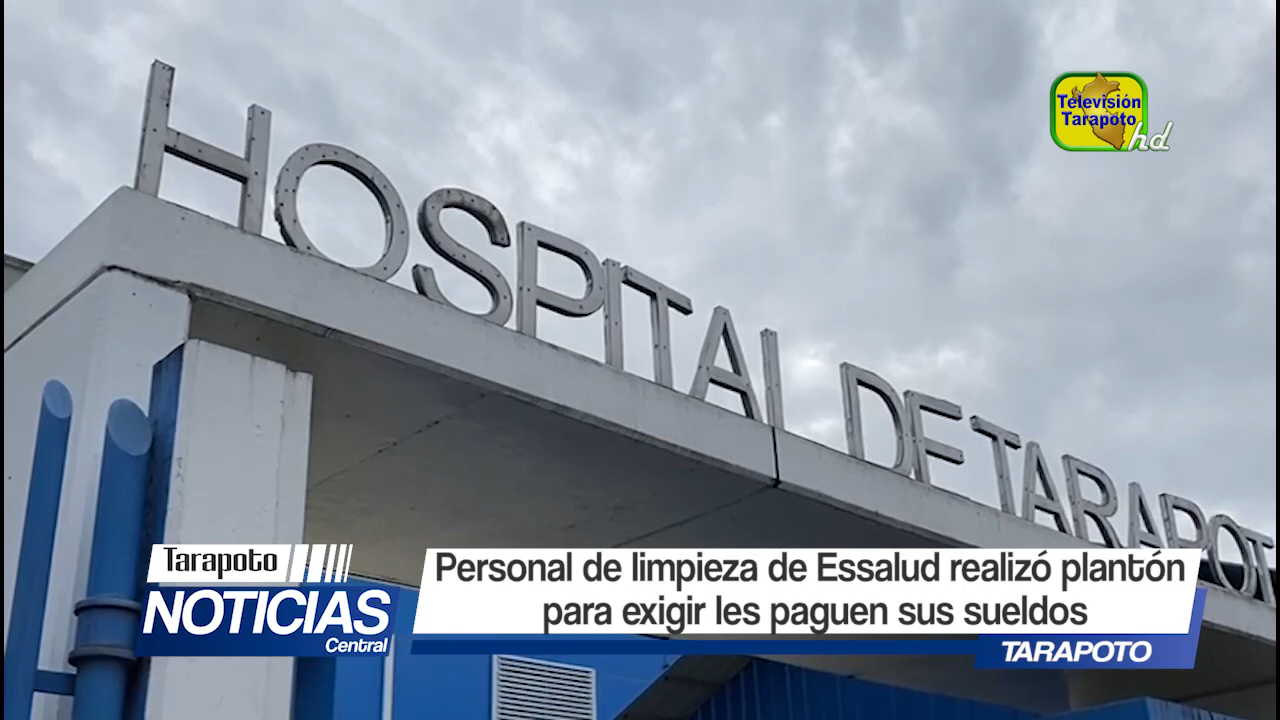 Televisión
Tarapoto
hd
HOSPITAL DE TARAPOTO
Tarapoto
NOTICIAS
Central
Personal de limpieza de Essalud realizó plantón
para exigir les paguen sus sueldos
TARAPOTO